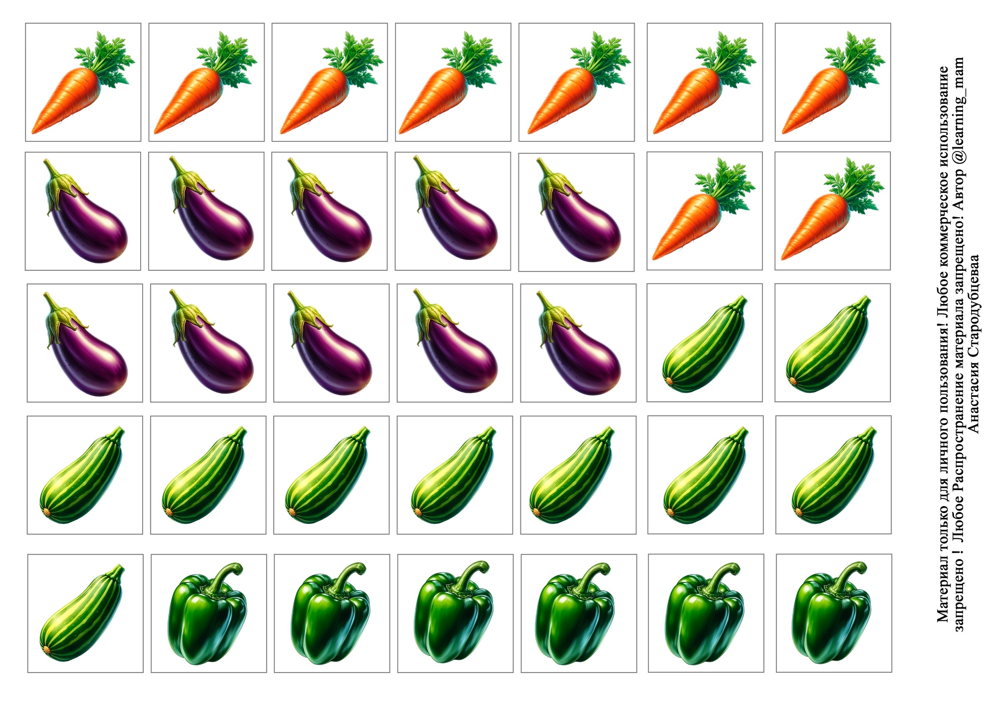 Материал только для личного пользования! Любое коммерческое использование
запрещено ! Любое Распространение материала запрещено! Автор @learning_mam
Анастасия Стародубцеваа